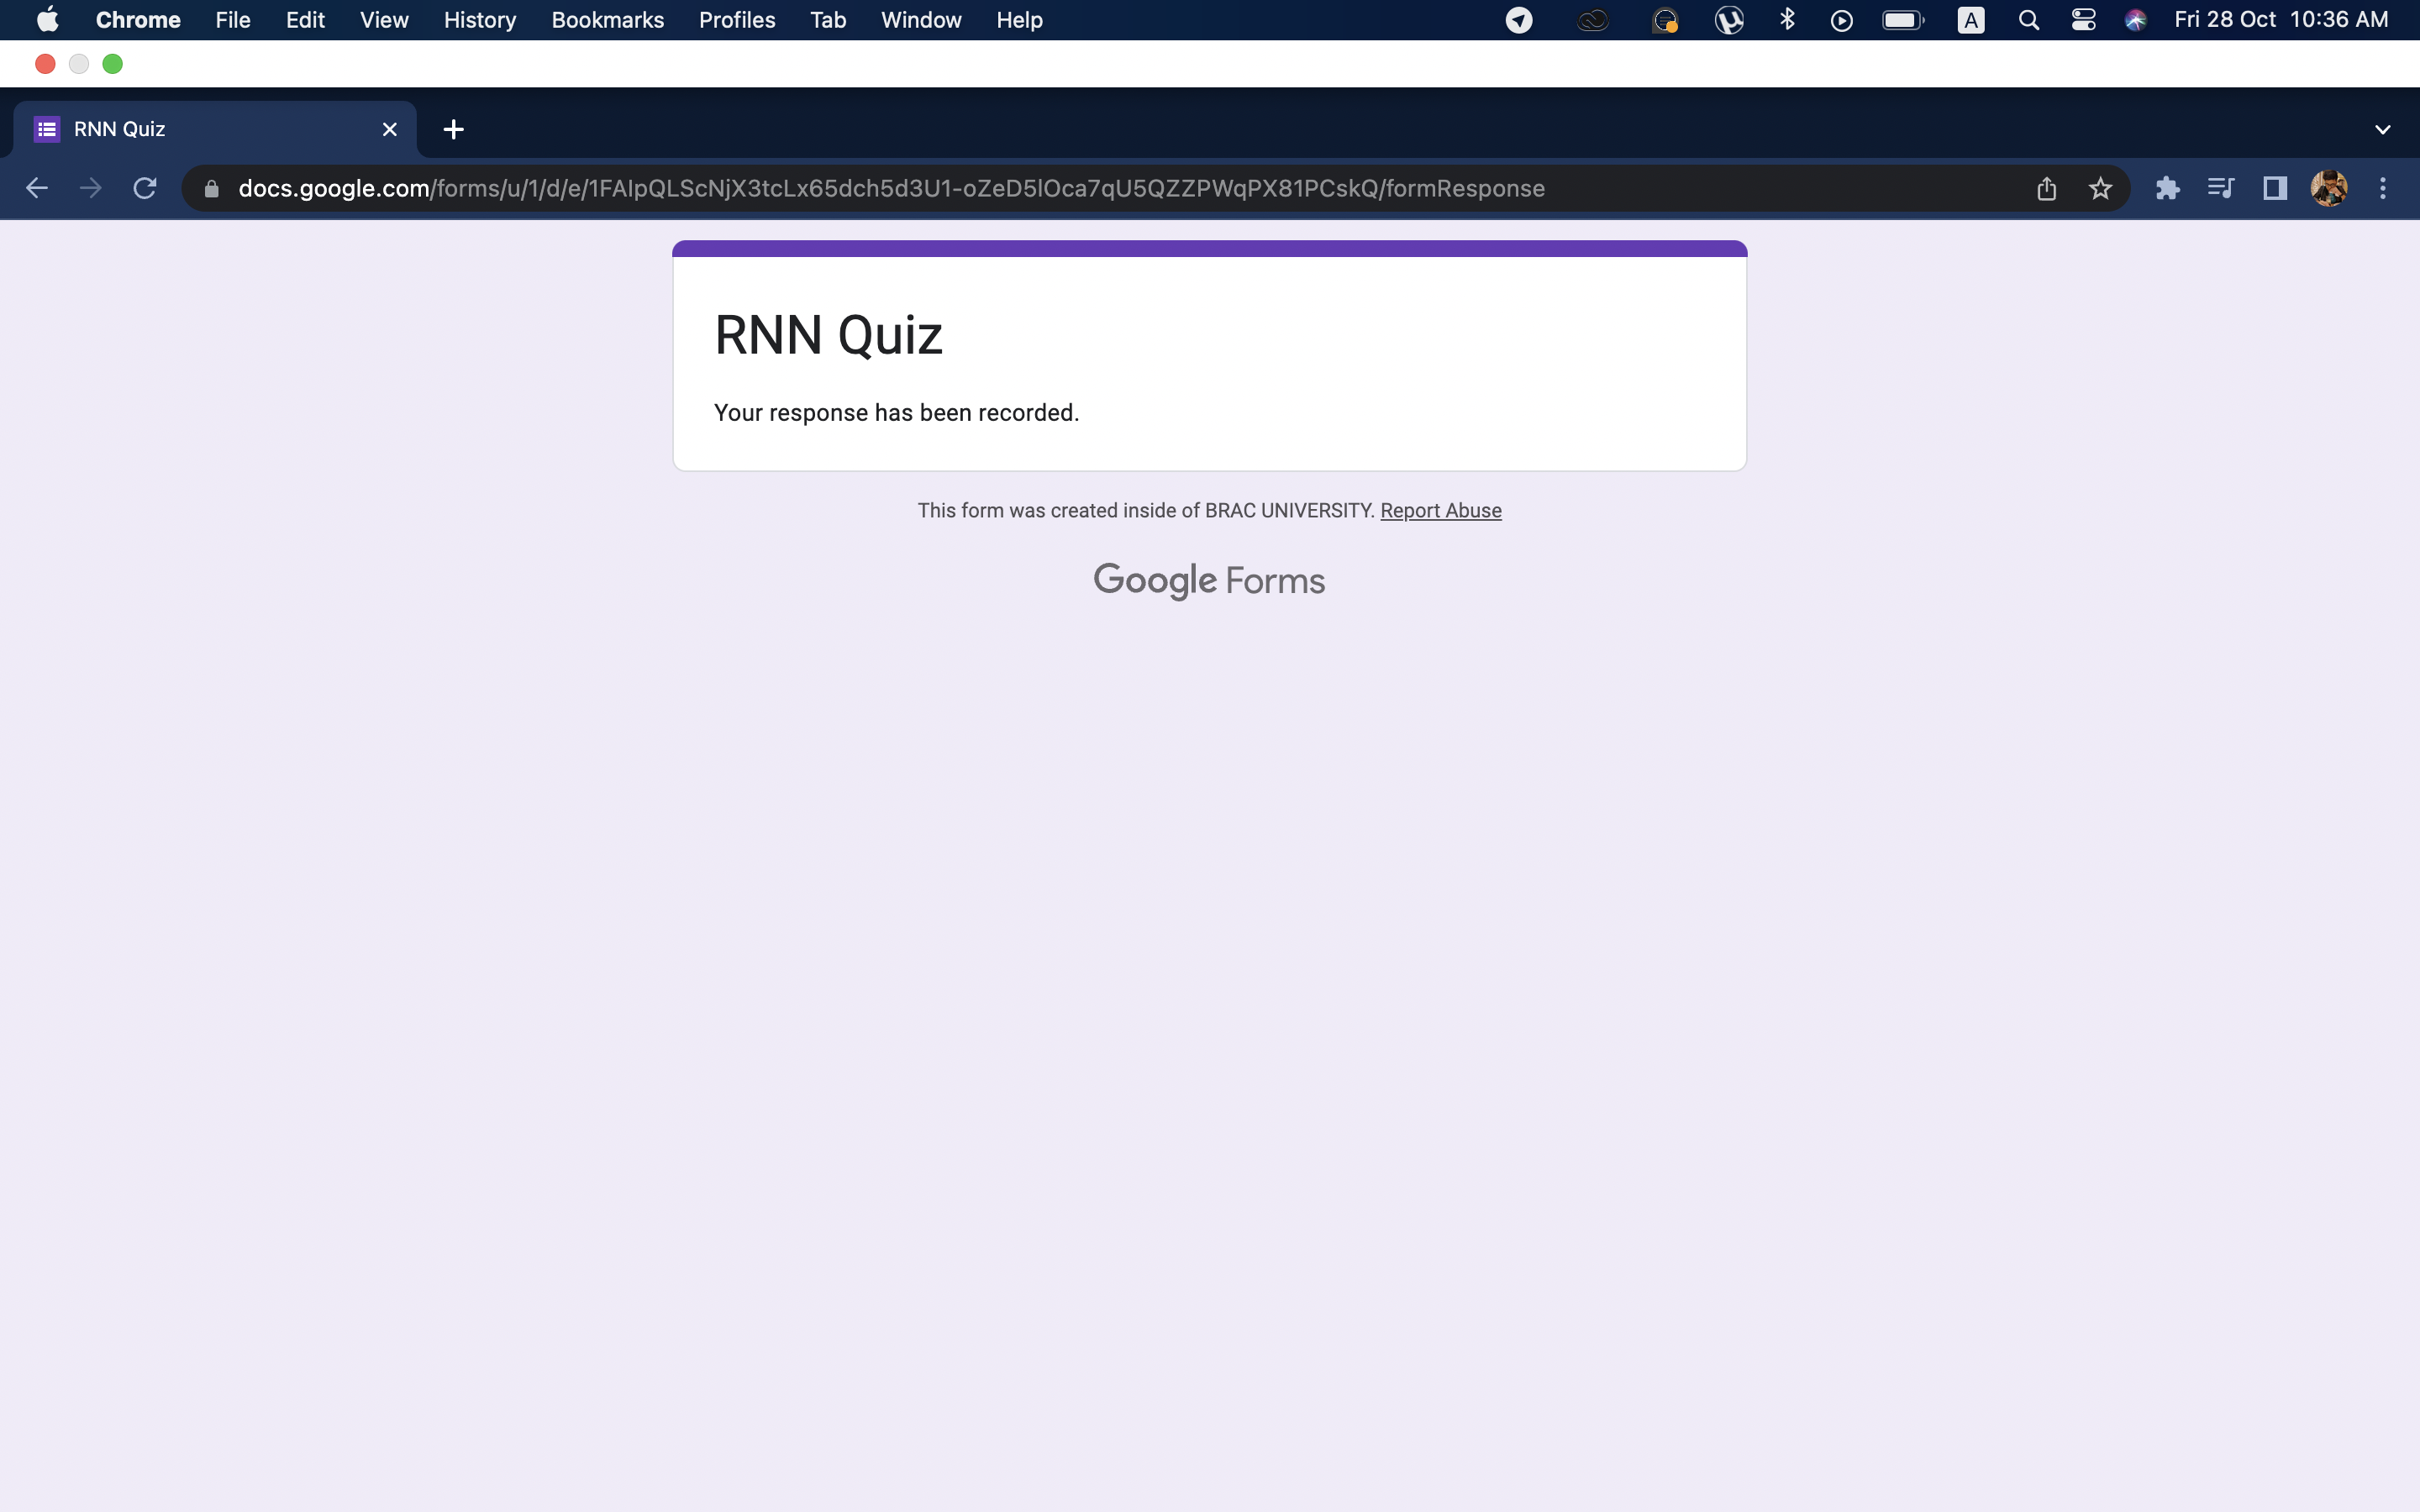 Chrome File Edit View History Bookmarks Profiles Tab Window Help A Fri 28 Oct 10:36 AM
RNN Quiz
docs.google.com/forms/u/1/d/e/1FAIpQLScNjX3tcLx65dch5d3U1-oZeD5lOca7qU5QZZPWqPX81PCskQ/formResponse
RNN Quiz
Your response has been recorded.
This form was created inside of BRAC UNIVERSITY. Report Abuse
Google Forms